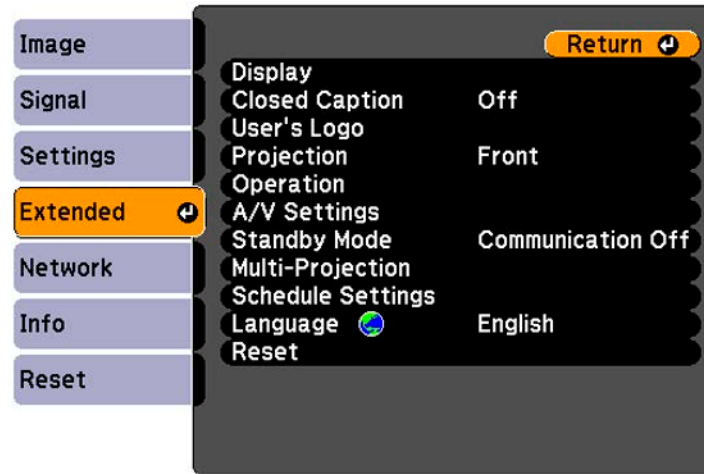 Image
Signal
Settings
Extended
Network
Info
Reset
Return
Display
Closed Caption Off
User's Logo
Projection Front
Operation
A/V Settings
Standby Mode Communication Off
Multi-Projection
Schedule Settings
Language English
Reset